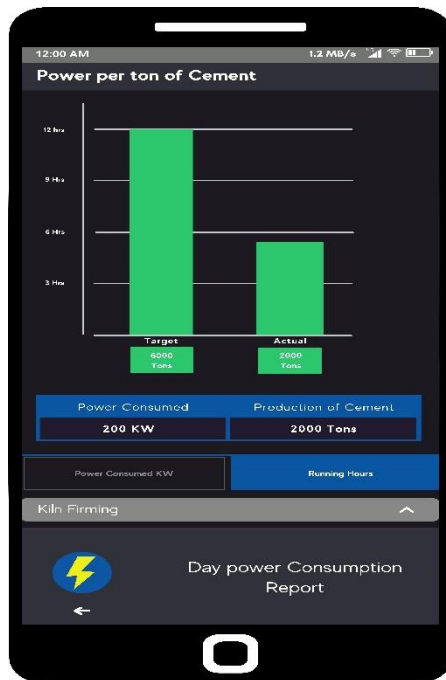 12:00 AM 1.2 MB/s
Power per ton of Cement
12 hrs
9 Hrs
6 Hrs
3 Hrs
Target Actual
6000 2000
Tons Tons
Power Consumed Production of Cement
200 KW 2000 Tons
Power Consumed KW Running Hours
Kiln Firming
Day power Consumption
Report